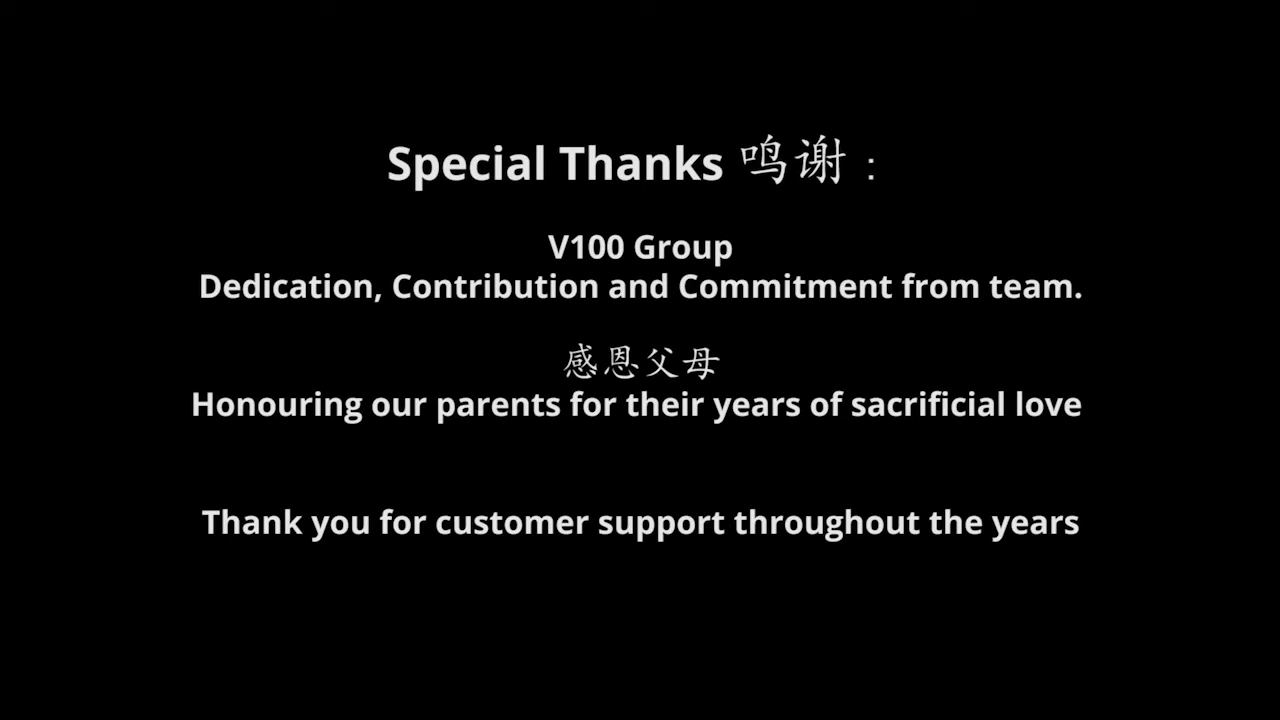 Special Thanks 鸣谢 :
V100 Group
Dedication, Contribution and Commitment from team.
感恩父母
Honouring our parents for their years of sacrificial love
Thank you for customer support throughout the years